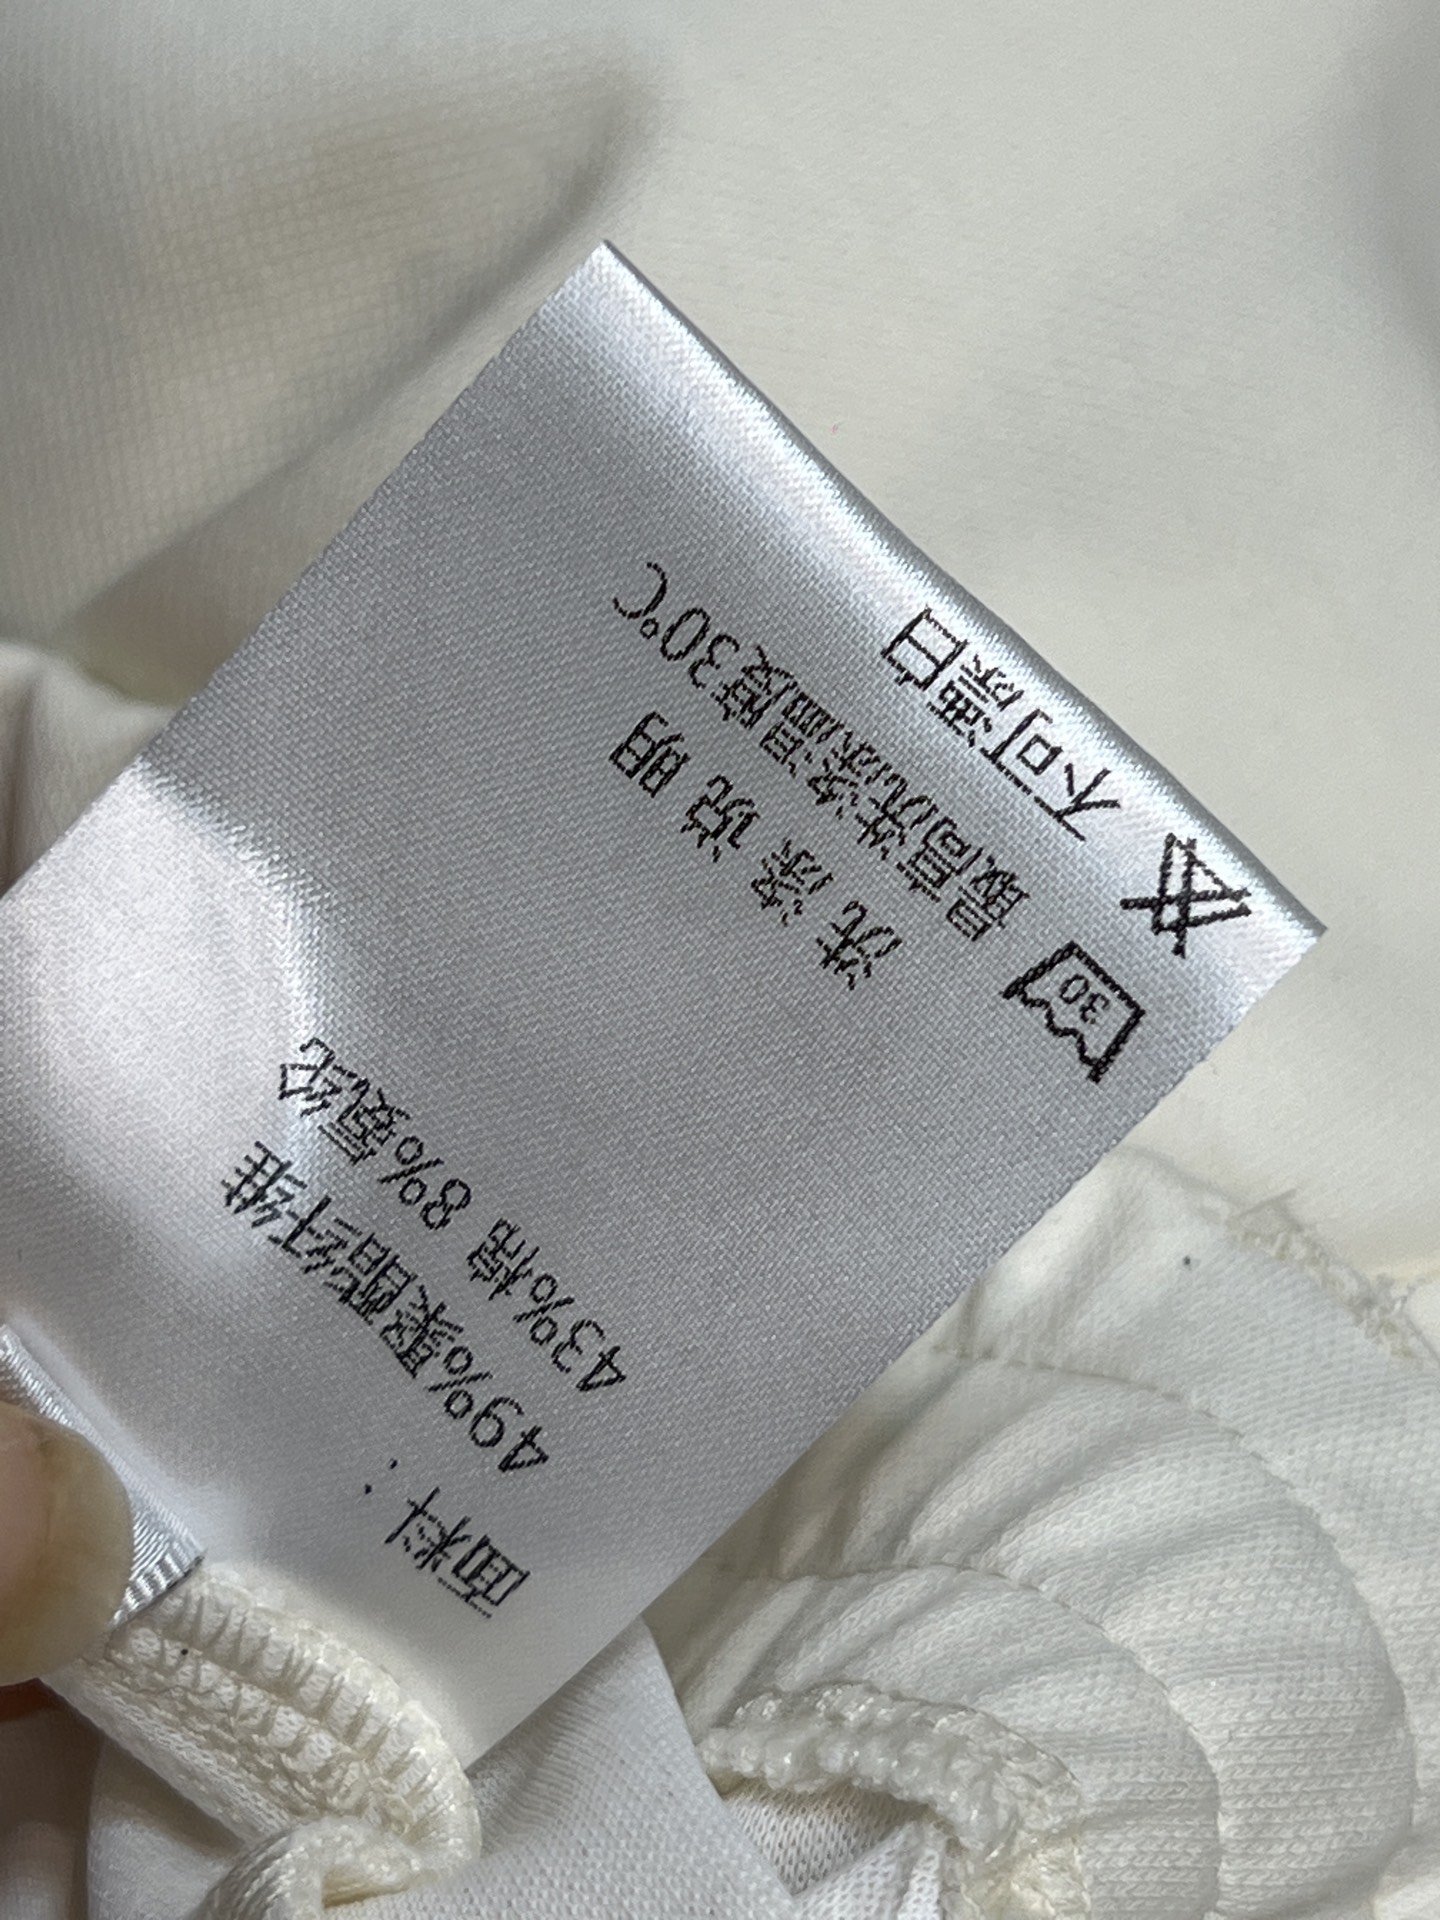 面料：
49%聚酯纤维
43%棉 8%氨纶
洗涤说明
30 最高洗涤温度30℃
不可漂白